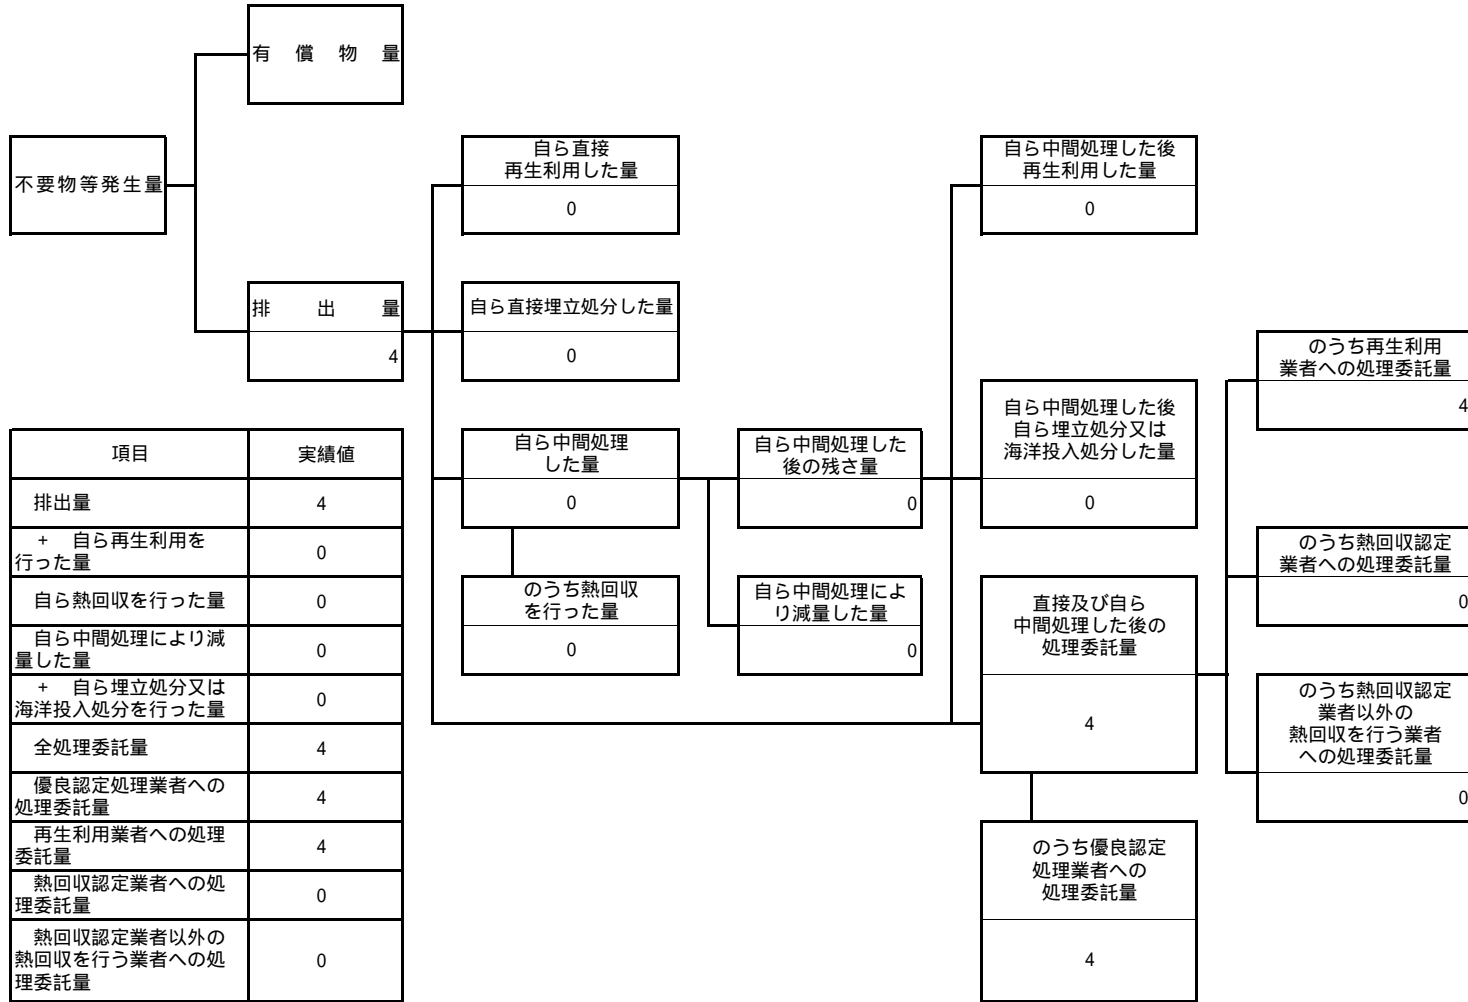 有償物量
不要物等発生量
排出量
4
自ら直接
再生利用した量
0
自ら直接埋立処分した量
0
自ら中間処理
した量
0
のうち熱回収
を行った量
0
自ら中間処理した
後の残さ量
0
自ら中間処理によ
り減量した量
0
自ら中間処理した後
再生利用した量
0
自ら中間処理した後
自ら埋立処分又は
海洋投入処分した量
0
直接及び自ら
中間処理した後の
処理委託量
4
のうち優良認定
処理業者への
処理委託量
4
のうち再生利用
業者への処理委託量
4
のうち熱回収認定
業者への処理委託量
0
のうち熱回収認定
業者以外の
熱回収を行う業者
への処理委託量
0
項目 実績値
排出量 4
+ 自ら再生利用を
行った量 0
自ら熱回収を行った量 0
自ら中間処理により減
量した量 0
+ 自ら埋立処分又は
海洋投入処分を行った量 0
全処理委託量 4
優良認定処理業者への
処理委託量 4
再生利用業者への処理
委託量 4
熱回収認定業者への処
理委託量 0
熱回収認定業者以外の
熱回収を行う業者への処
理委託量 0